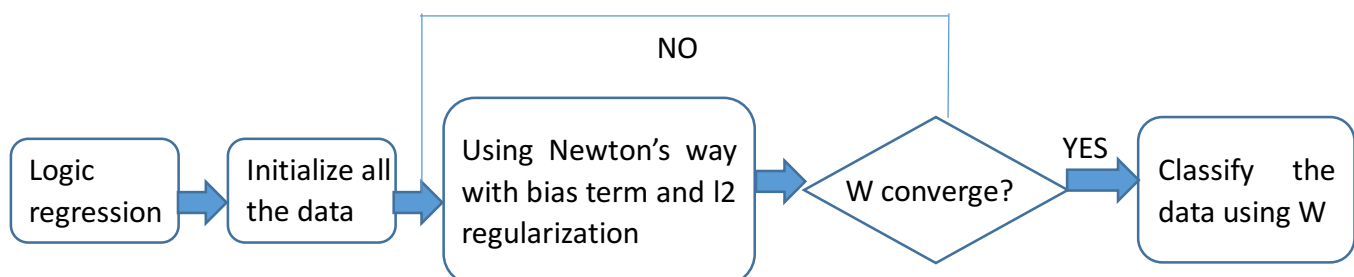 NO
Logic
regression
Initialize all
the data
Using Newton's way
with bias term and l2
regularization
W converge?
YES
Classify the
data using W